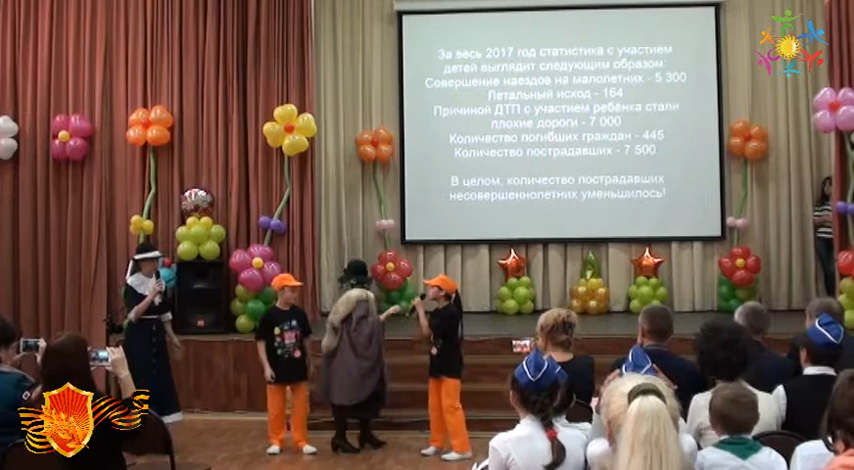 За весь 2017 год статистика с участием
детей выглядит следующим образом:
Совершение наездов на малолетних - 5 300
Летальный исход - 164
Причиной ДТП с участием ребёнка стали
плохие дороги - 7 000
Количество погибших граждан - 445
Количество пострадавших - 7 500
В целом, количество пострадавших
несовершеннолетних уменьшилось!